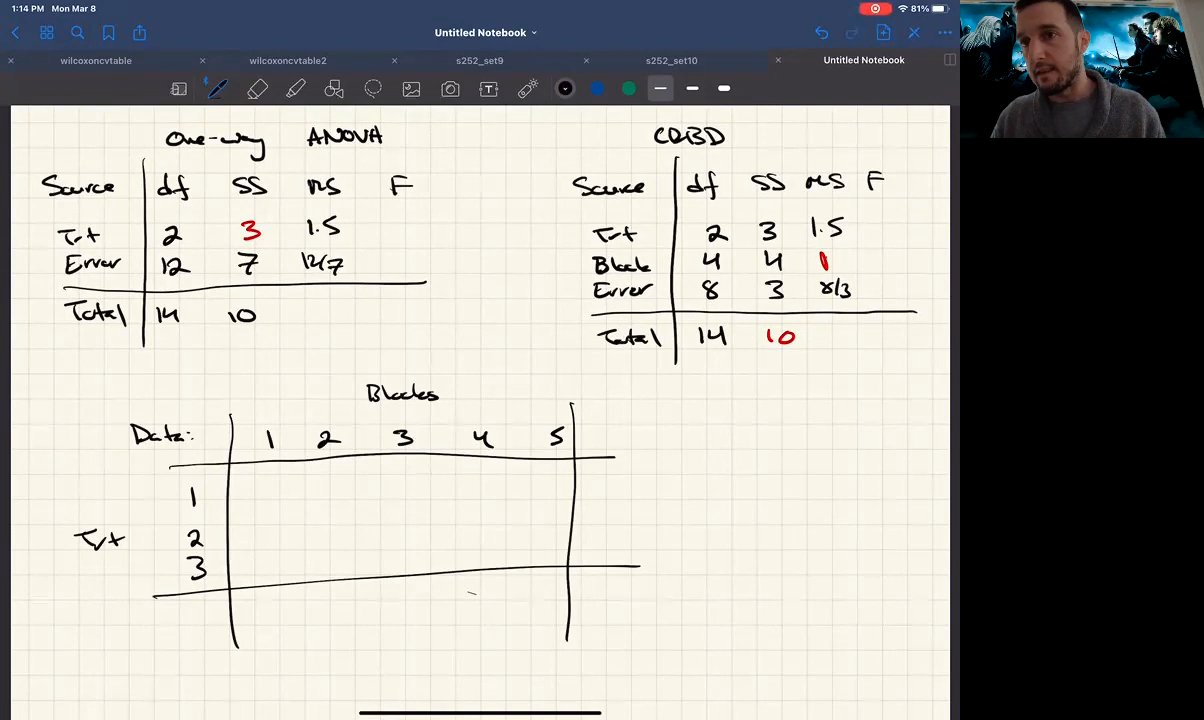 1:14 PM Mon Mar 8
81%
Untitled Notebook
wilcoxoncvtable
wilcoxoncvtable2
s252_set9
s252_set10
Untitled Notebook
One-way ANOVA
Source df SS MS F
Trt 2 3 1.5
Error 12 7 12/7
Total 14 10
CRBD
Source df SS MS F
Trt 2 3 1.5
Block 4 4 1
Error 8 3 8/3
Total 14 10
Blocks
Data: 1 2 3 4 5
1
Trt 2
3